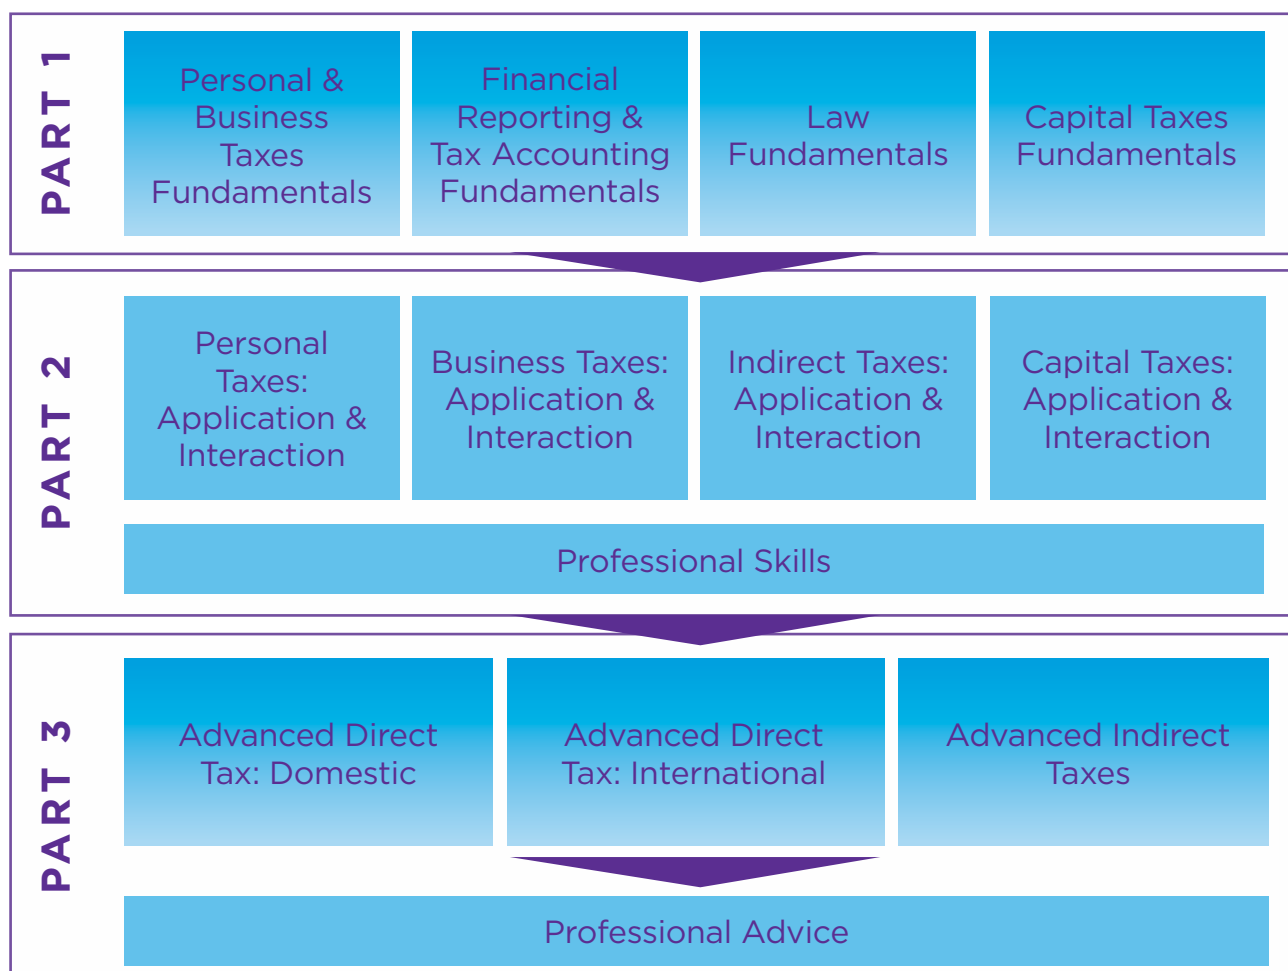 PART 1
Personal &
Business
Taxes
Fundamentals
Financial
Reporting &
Tax Accounting
Fundamentals
Law
Fundamentals
Capital Taxes
Fundamentals
PART 2
Personal
Taxes:
Application &
Interaction
Business Taxes:
Application &
Interaction
Indirect Taxes:
Application &
Interaction
Capital Taxes:
Application &
Interaction
Professional Skills
PART 3
Advanced Direct
Tax: Domestic
Advanced Direct
Tax: International
Advanced Indirect
Taxes
Professional Advice